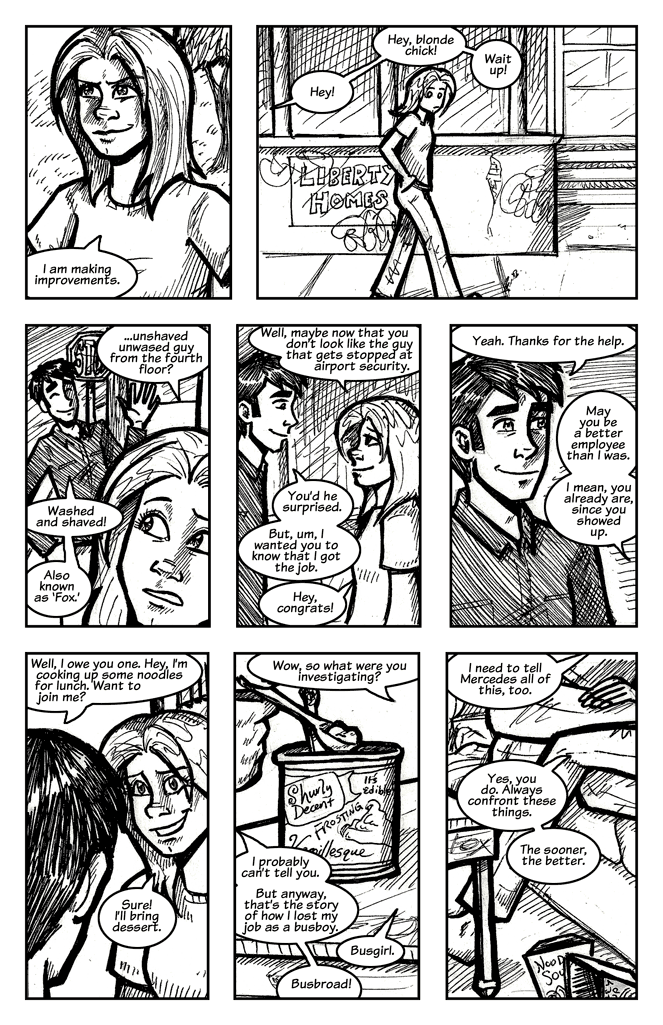 I am making
improvements.
Hey, blonde
chick!
Wait
up!
Hey!
LIBERTY
HOMES
...unshaved
unwased guy
from the fourth
floor?
Washed
and shaved!
Also
known
as 'Fox.'
Well, maybe now that you
don't look like the guy
that gets stopped at
airport security.
You'd he
surprised.
But, um, I
wanted you to
know that I got
the job.
Hey,
congrats!
Yeah. Thanks for the help.
May
you be
a better
employee
than I was.
I mean, you
already are,
since you
showed
up.
Well, I owe you one. Hey, I'm
cooking up some noodles
for lunch. Want to
join me?
Sure!
I'll bring
dessert.
Wow, so what were you
investigating?
Shurly
Decent
It's
Edible
FROSTING
I probably
can't tell you.
But anyway,
that's the story
of how I lost my
job as a busboy.
Busgirl.
Busbroad!
I need to tell
Mercedes all of
this, too.
Yes, you
do. Always
confront these
things.
The sooner,
the better.